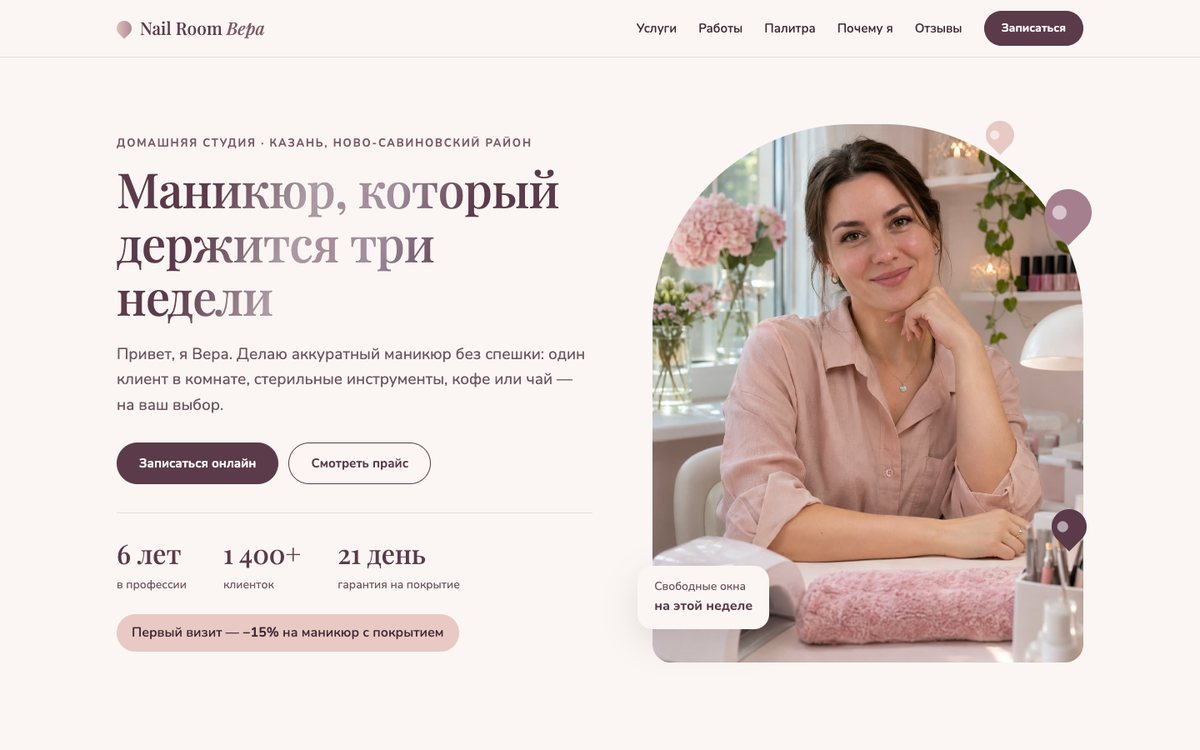 Nail Room Вера
Услуги
Работы
Палитра
Почему я
Отзывы
Записаться
ДОМАШНЯЯ СТУДИЯ · КАЗАНЬ, НОВО-САВИНОВСКИЙ РАЙОН
Маникюр, который
держится три
недели
Привет, я Вера. Делаю аккуратный маникюр без спешки: один
клиент в комнате, стерильные инструменты, кофе или чай —
на ваш выбор.
Записаться онлайн
Смотреть прайс
6 лет
в профессии
1 400+
клиенток
21 день
гарантия на покрытие
Первый визит — −15% на маникюр с покрытием
Свободные окна
на этой неделе